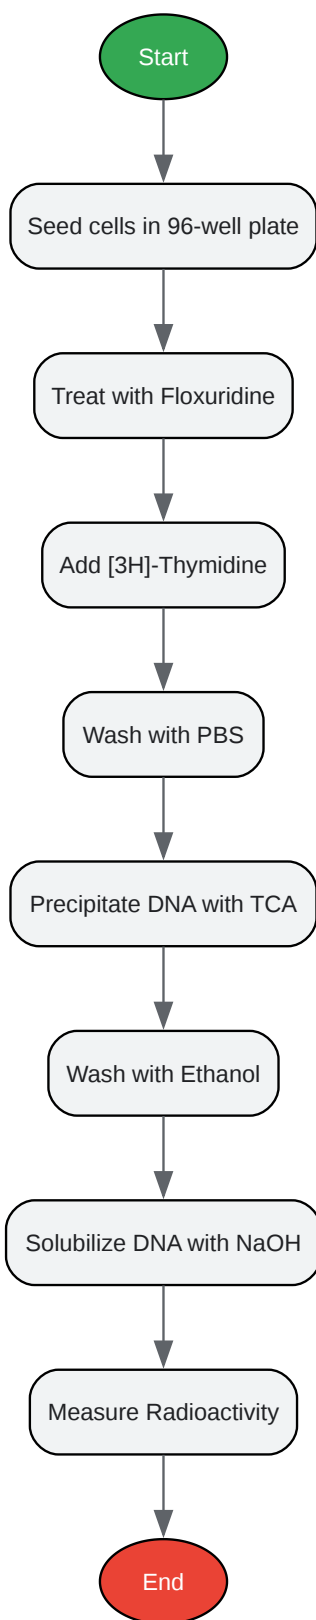 Start
Seed cells in 96-well plate
Treat with Floxuridine
Add [3H]-Thymidine
Wash with PBS
Precipitate DNA with TCA
Wash with Ethanol
Solubilize DNA with NaOH
Measure Radioactivity
End